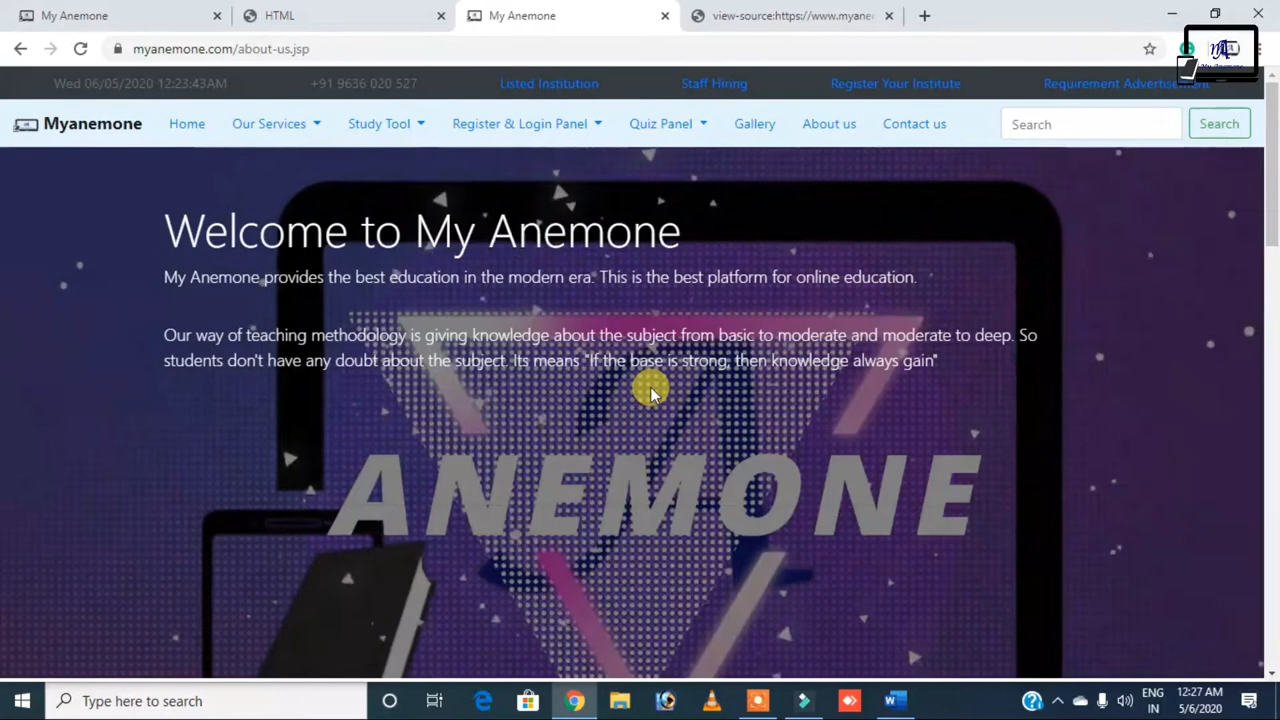 My Anemone
HTML
My Anemone
view-source:https://www.myane
myanemone.com/about-us.jsp
Wed 06/05/2020 12:23:43AM +91 9636 020 527 Listed Institution Staff Hiring Register Your Institute Requirement Advertisement
Myanemone Home Our Services Study Tool Register & Login Panel Quiz Panel Gallery About us Contact us Search Search
Welcome to My Anemone
My Anemone provides the best education in the modern era. This is the best platform for online education.
Our way of teaching methodology is giving knowledge about the subject from basic to moderate and moderate to deep. So
students don't have any doubt about the subject. Its means "If the base is strong, then knowledge always gain"
ANEMONE
Type here to search
ENG
IN
12:27 AM
5/6/2020